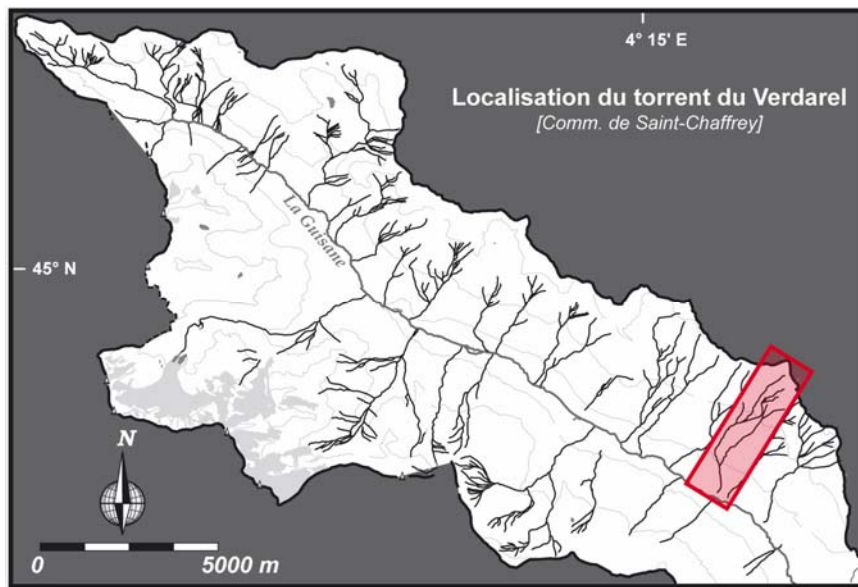 4° 15' E
Localisation du torrent du Verdarel
[Comm. de Saint-Chaffrey]
La Guisane
45° N
N
0 5000 m